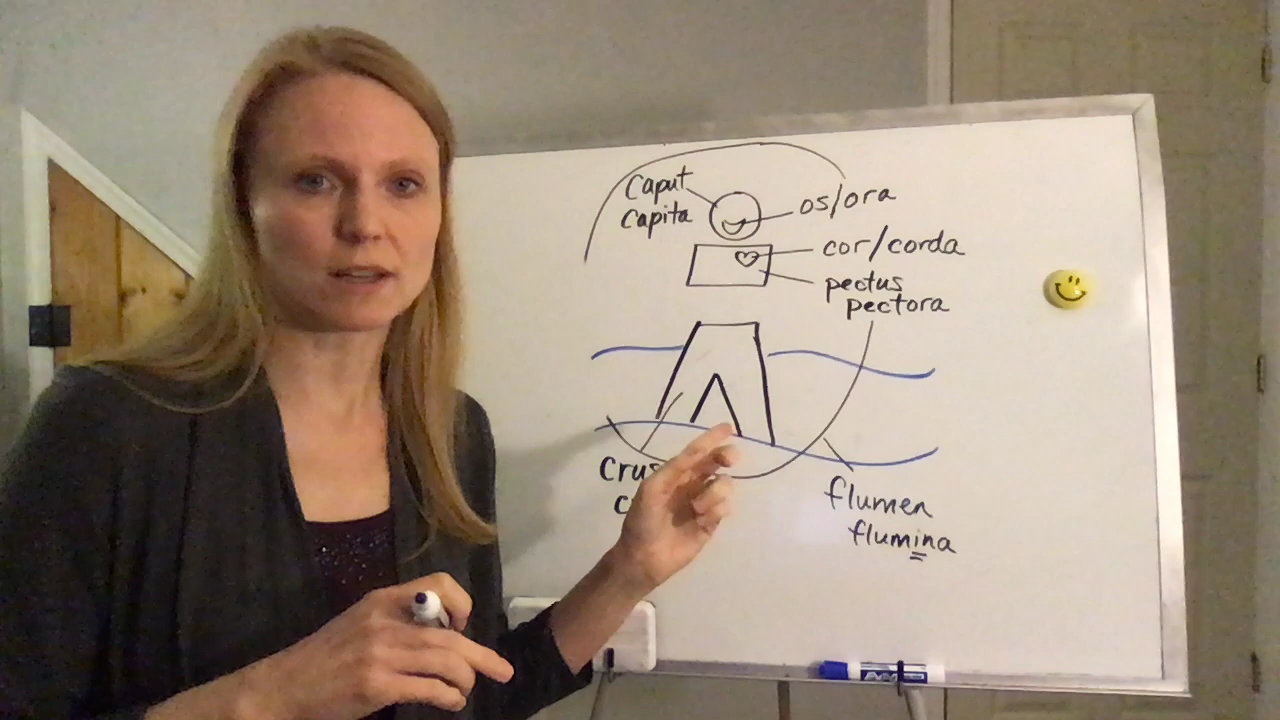 Caput
capita
os/ora
cor/corda
pectus
pectora
flumen
flumina